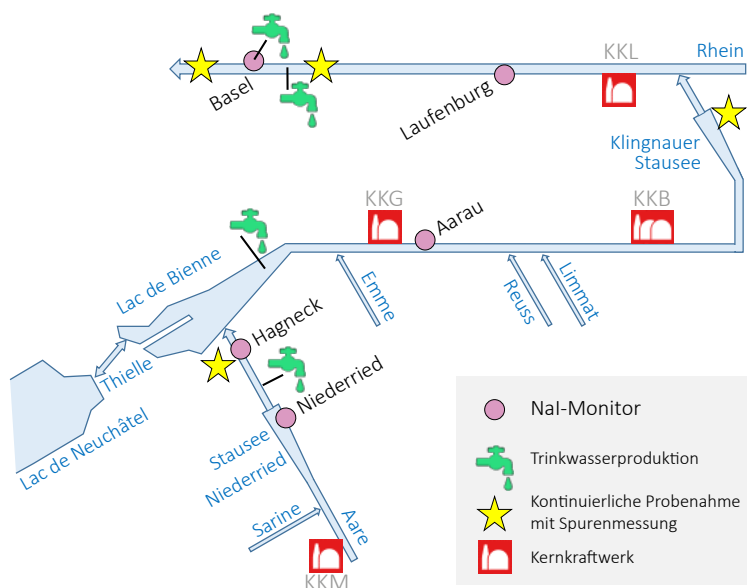 KKL
Rhein
Basel
Laufenburg
Klingnauer
Stausee
KKG
KKB
Aarau
Lac de Bienne
Emme
Reuss
Limmat
Hagneck
Thielle
Niederried
Lac de Neuchâtel
Stausee
Niederried
Sarine
Aare
KKM
NaI-Monitor
Trinkwasserproduktion
Kontinuierliche Probenahme
mit Spurenmessung
Kernkraftwerk